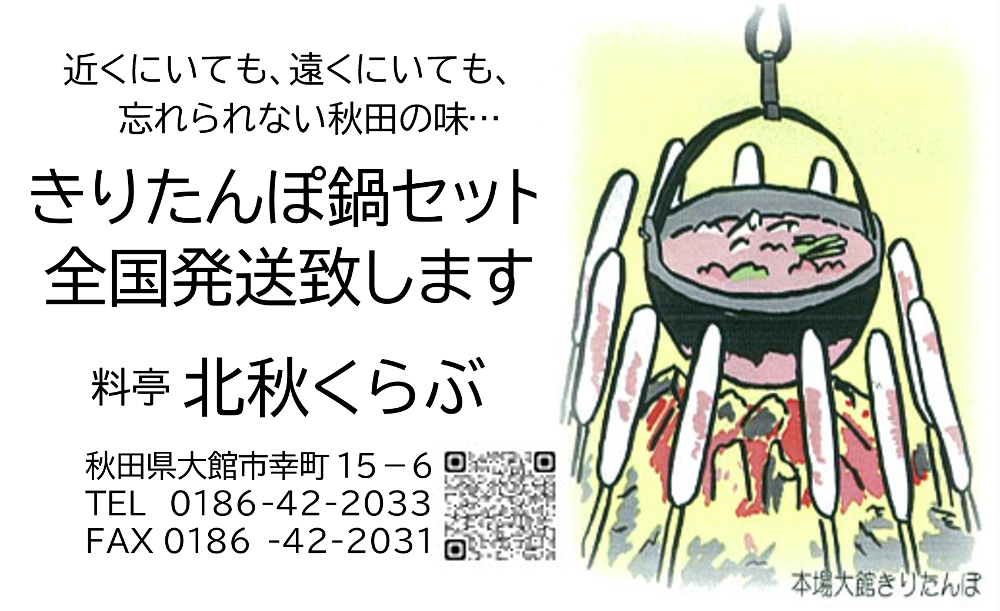 近くにいても、遠くにいても、
忘れられない秋田の味…
きりたんぽ鍋セット
全国発送致します
料亭 北秋くらぶ
秋田県大館市幸町15－6
TEL 0186-42-2033
FAX 0186 -42-2031
本場大館きりたんぽ